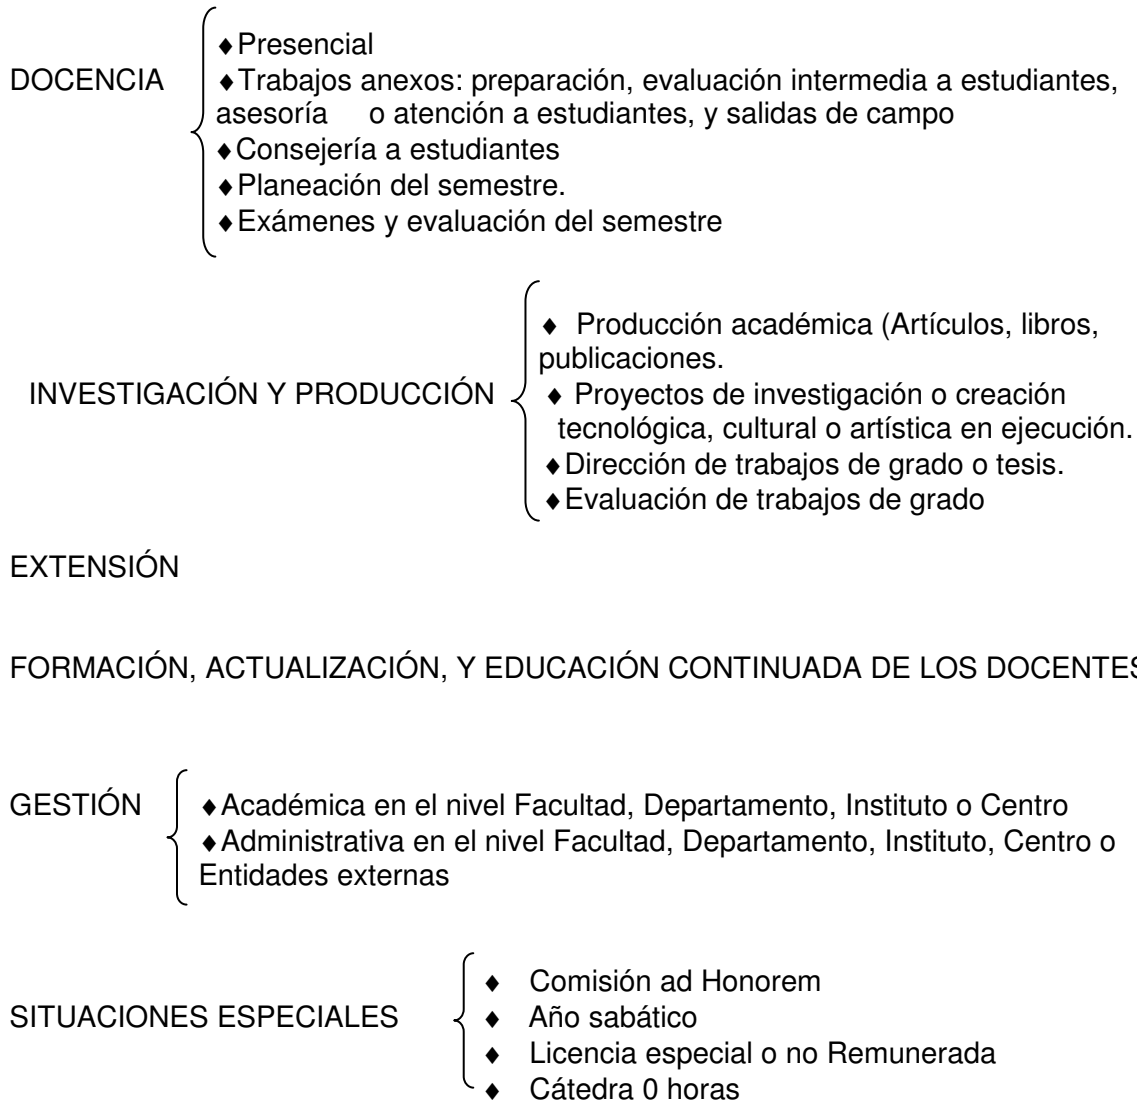 ♦Presencial
DOCENCIA ♦Trabajos anexos: preparación, evaluación intermedia a estudiantes,
asesoría o atención a estudiantes, y salidas de campo
♦Consejería a estudiantes
♦Planeación del semestre.
♦Exámenes y evaluación del semestre
♦ Producción académica (Artículos, libros,
publicaciones.
INVESTIGACIÓN Y PRODUCCIÓN ♦ Proyectos de investigación o creación
tecnológica, cultural o artística en ejecución.
♦Dirección de trabajos de grado o tesis.
♦Evaluación de trabajos de grado
EXTENSIÓN
FORMACIÓN, ACTUALIZACIÓN, Y EDUCACIÓN CONTINUADA DE LOS DOCENTES
GESTIÓN ♦Académica en el nivel Facultad, Departamento, Instituto o Centro
♦Administrativa en el nivel Facultad, Departamento, Instituto, Centro o
Entidades externas
♦ Comisión ad Honorem
SITUACIONES ESPECIALES ♦ Año sabático
♦ Licencia especial o no Remunerada
♦ Cátedra 0 horas